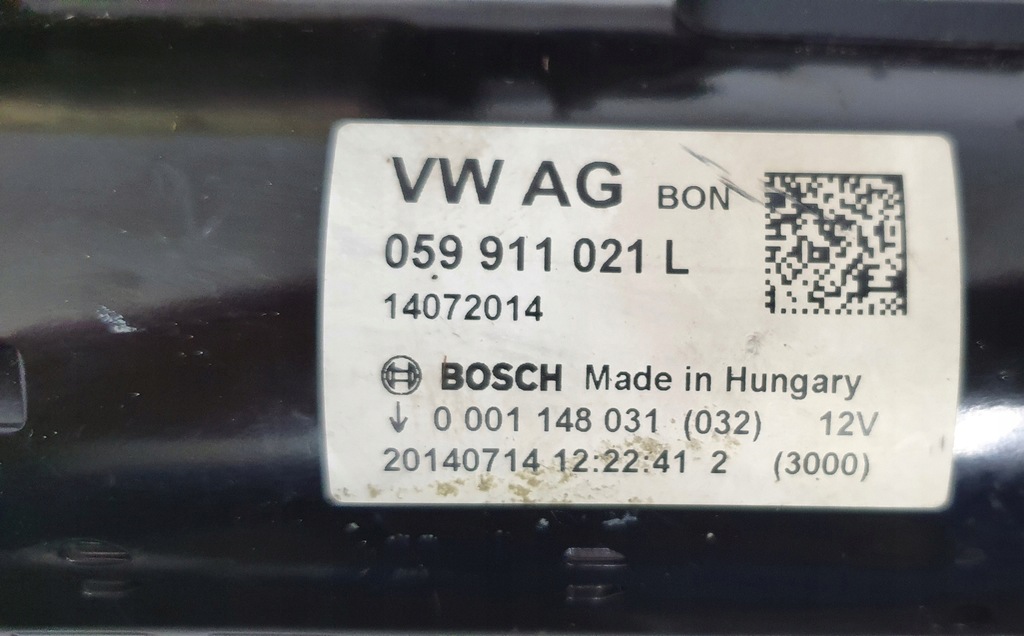 VW AG BON
059 911 021 L
14072014
BOSCH Made in Hungary
↓ 0 001 148 031 (032) 12V
20140714 12:22:41 2 (3000)